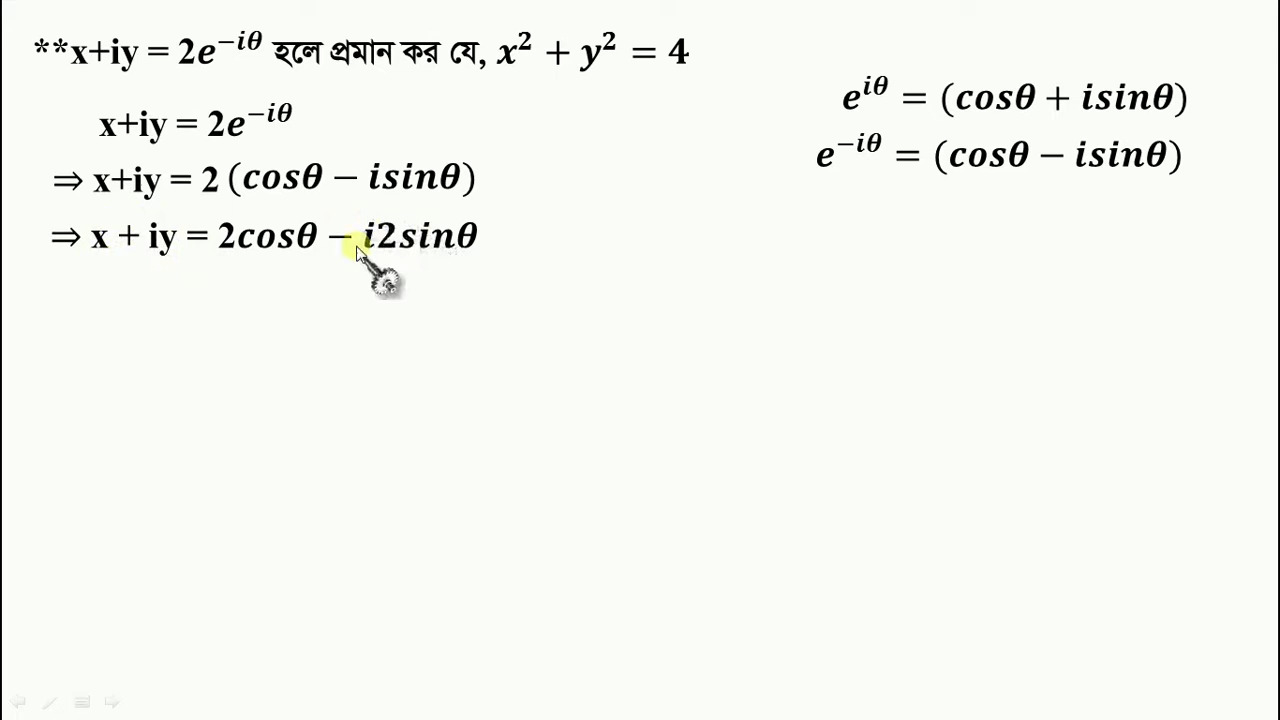 **x+iy = 2e^{-iθ} হলে প্রমান কর যে, x² + y² = 4
x+iy = 2e^{-iθ}
⇒ x+iy = 2 (cosθ − isinθ)
⇒ x + iy = 2cosθ − i2sinθ
e^{iθ} = (cosθ + isinθ)
e^{-iθ} = (cosθ − isinθ)